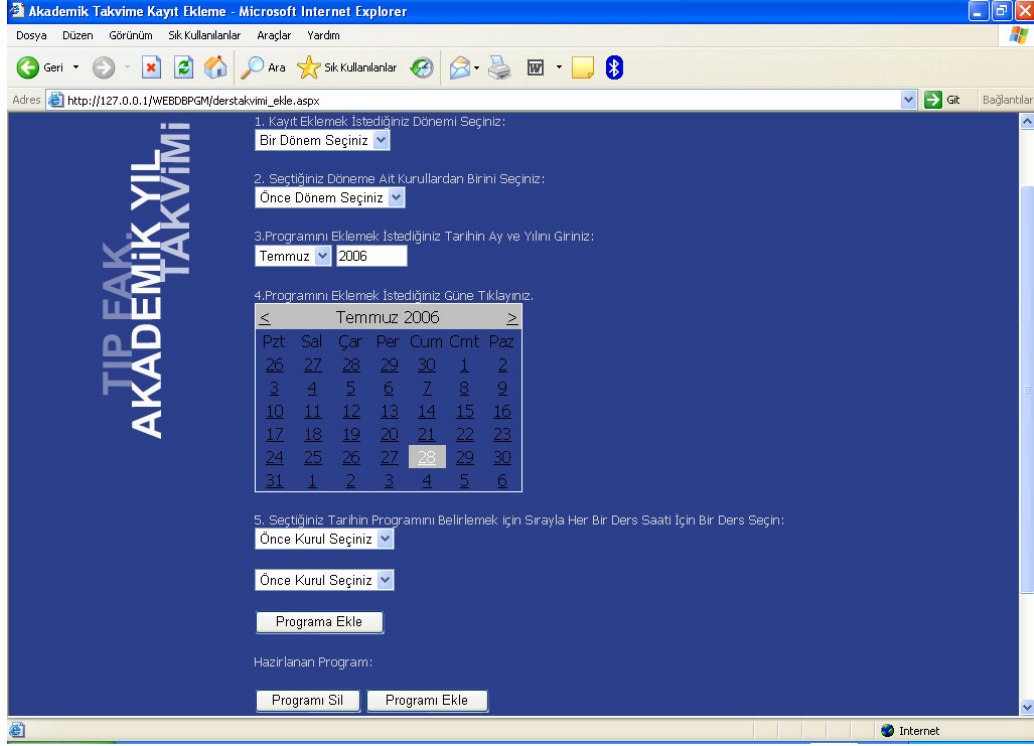 Akademik Takvime Kayıt Ekleme - Microsoft Internet Explorer
Dosya Düzen Görünüm Sık Kullanılanlar Araçlar Yardım
Geri Ara Sık Kullanılanlar
Adres http://127.0.0.1/WEBDBPGM/derstakvimi_ekle.aspx Git Bağlantılar
TIP FAK.
AKADEMiK YIL
TAKViMi
1. Kayıt Eklemek İstediğiniz Dönemi Seçiniz:
Bir Dönem Seçiniz
2. Seçtiğiniz Döneme Ait Kurullardan Birini Seçiniz:
Önce Dönem Seçiniz
3.Programını Eklemek İstediğiniz Tarihin Ay ve Yılını Giriniz:
Temmuz 2006
4.Programını Eklemek İstediğiniz Güne Tıklayınız.
< Temmuz 2006 >
Pzt Sal Çar Per Cum Cmt Paz
26 27 28 29 30 1 2
3 4 5 6 7 8 9
10 11 12 13 14 15 16
17 18 19 20 21 22 23
24 25 26 27 28 29 30
31 1 2 3 4 5 6
5. Seçtiğiniz Tarihin Programını Belirlemek için Sırayla Her Bir Ders Saati İçin Bir Ders Seçin:
Önce Kurul Seçiniz
Önce Kurul Seçiniz
Programa Ekle
Hazirlanan Program:
Programı Sil Programı Ekle
Internet